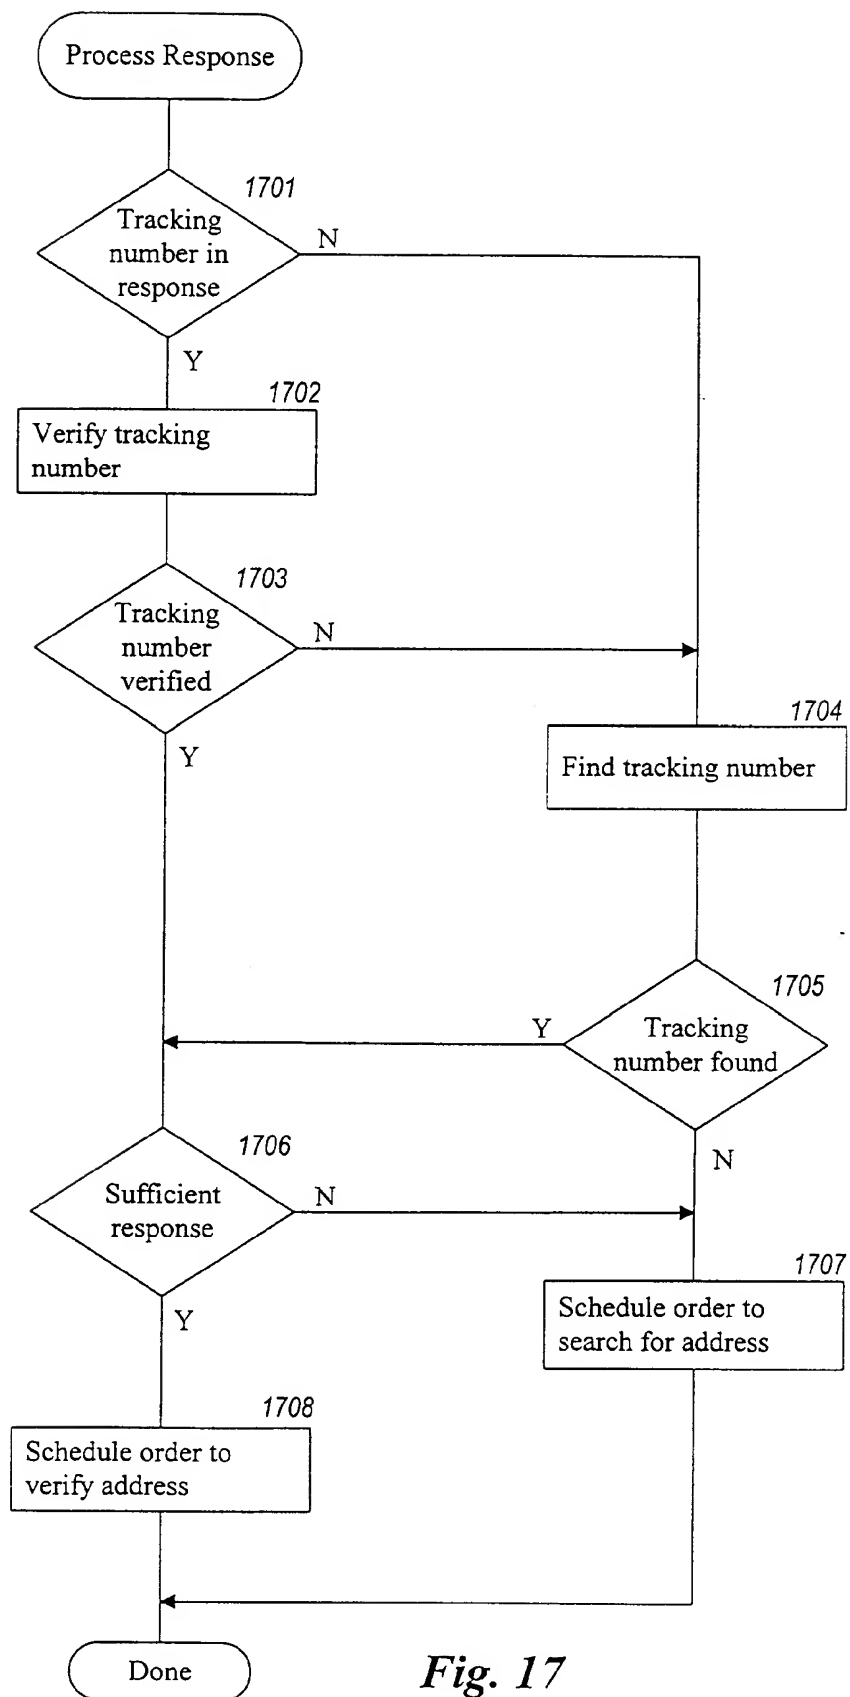 Process Response
1701
Tracking
number in
response
N
Y
1702
Verify tracking
number
1703
Tracking
number
verified
N
Y
1704
Find tracking number
1705
Tracking
number found
Y
N
1706
Sufficient
response
N
Y
1707
Schedule order to
search for address
1708
Schedule order to
verify address
Done
Fig. 17